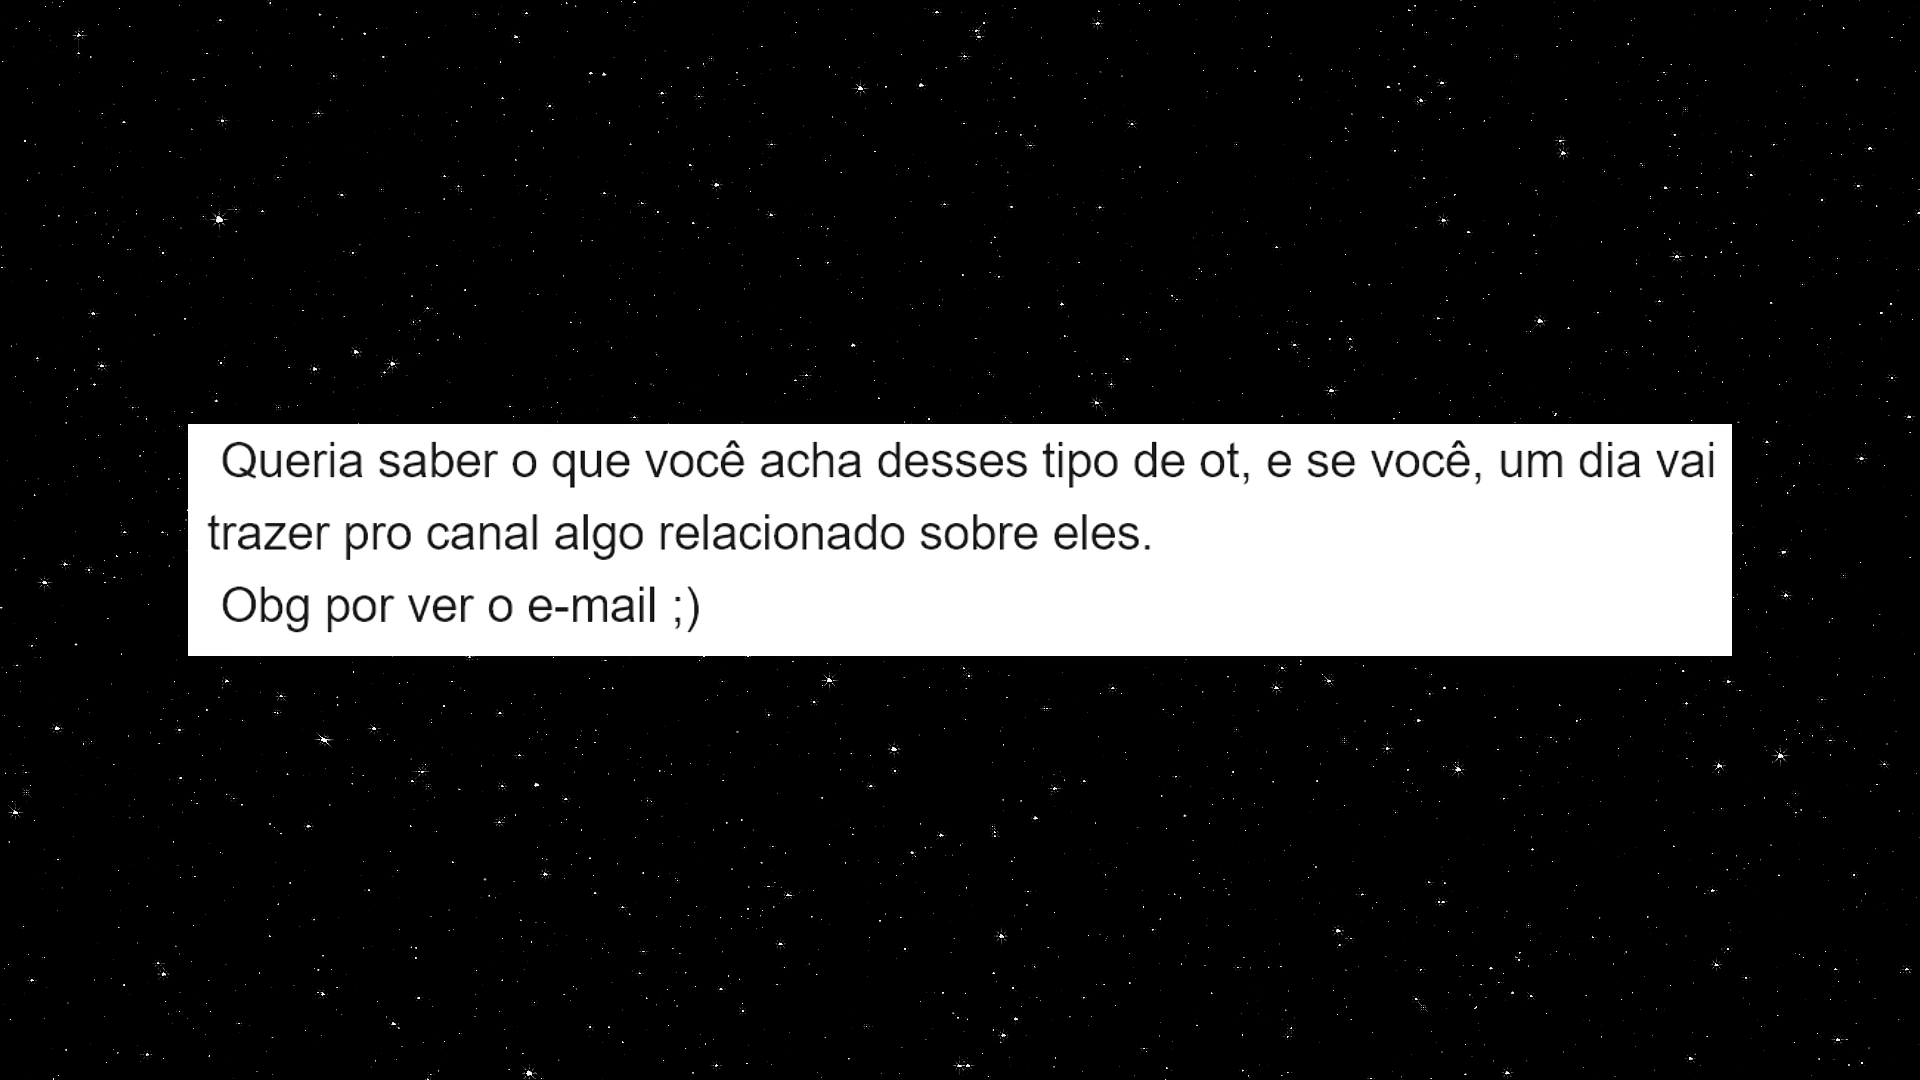 Queria saber o que você acha desses tipo de ot, e se você, um dia vai
trazer pro canal algo relacionado sobre eles.
Obg por ver o e-mail ;)